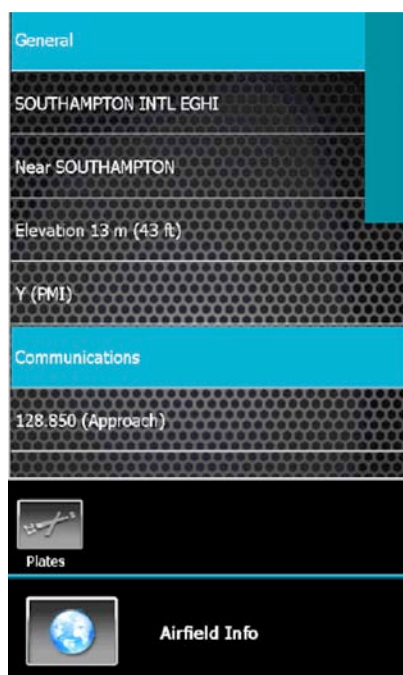 General
SOUTHAMPTON INTL EGHI
Near SOUTHAMPTON
Elevation 13 m (43 ft)
Y (PMI)
Communications
128.850 (Approach)
Plates
Airfield Info